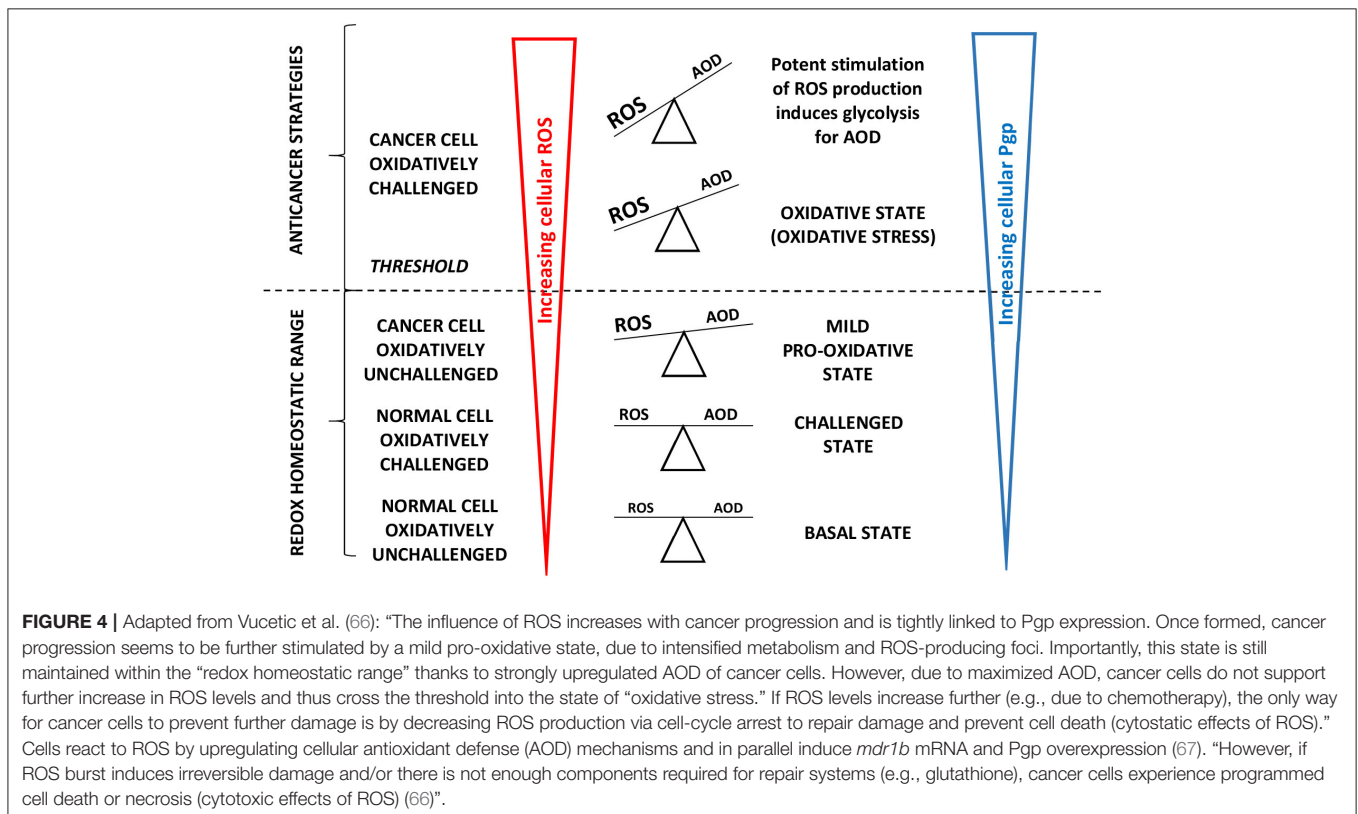 ANTICANCER STRATEGIES
CANCER CELL
OXIDATIVELY
CHALLENGED
THRESHOLD
Increasing cellular ROS
ROS
AOD
Potent stimulation
of ROS production
induces glycolysis
for AOD
ROS
AOD
OXIDATIVE STATE
(OXIDATIVE STRESS)
Increasing cellular Pgp
REDOX HOMEOSTATIC RANGE
CANCER CELL
OXIDATIVELY
UNCHALLENGED
ROS
AOD
MILD
PRO-OXIDATIVE
STATE
NORMAL CELL
OXIDATIVELY
CHALLENGED
ROS
AOD
CHALLENGED
STATE
NORMAL CELL
OXIDATIVELY
UNCHALLENGED
ROS
AOD
BASAL STATE
FIGURE 4 | Adapted from Vucetic et al. (66): “The influence of ROS increases with cancer progression and is tightly linked to Pgp expression. Once formed, cancer
progression seems to be further stimulated by a mild pro-oxidative state, due to intensified metabolism and ROS-producing foci. Importantly, this state is still
maintained within the “redox homeostatic range” thanks to strongly upregulated AOD of cancer cells. However, due to maximized AOD, cancer cells do not support
further increase in ROS levels and thus cross the threshold into the state of “oxidative stress.” If ROS levels increase further (e.g., due to chemotherapy), the only way
for cancer cells to prevent further damage is by decreasing ROS production via cell-cycle arrest to repair damage and prevent cell death (cytostatic effects of ROS).”
Cells react to ROS by upregulating cellular antioxidant defense (AOD) mechanisms and in parallel induce mdr1b mRNA and Pgp overexpression (67). “However, if
ROS burst induces irreversible damage and/or there is not enough components required for repair systems (e.g., glutathione), cancer cells experience programmed
cell death or necrosis (cytotoxic effects of ROS) (66)”.